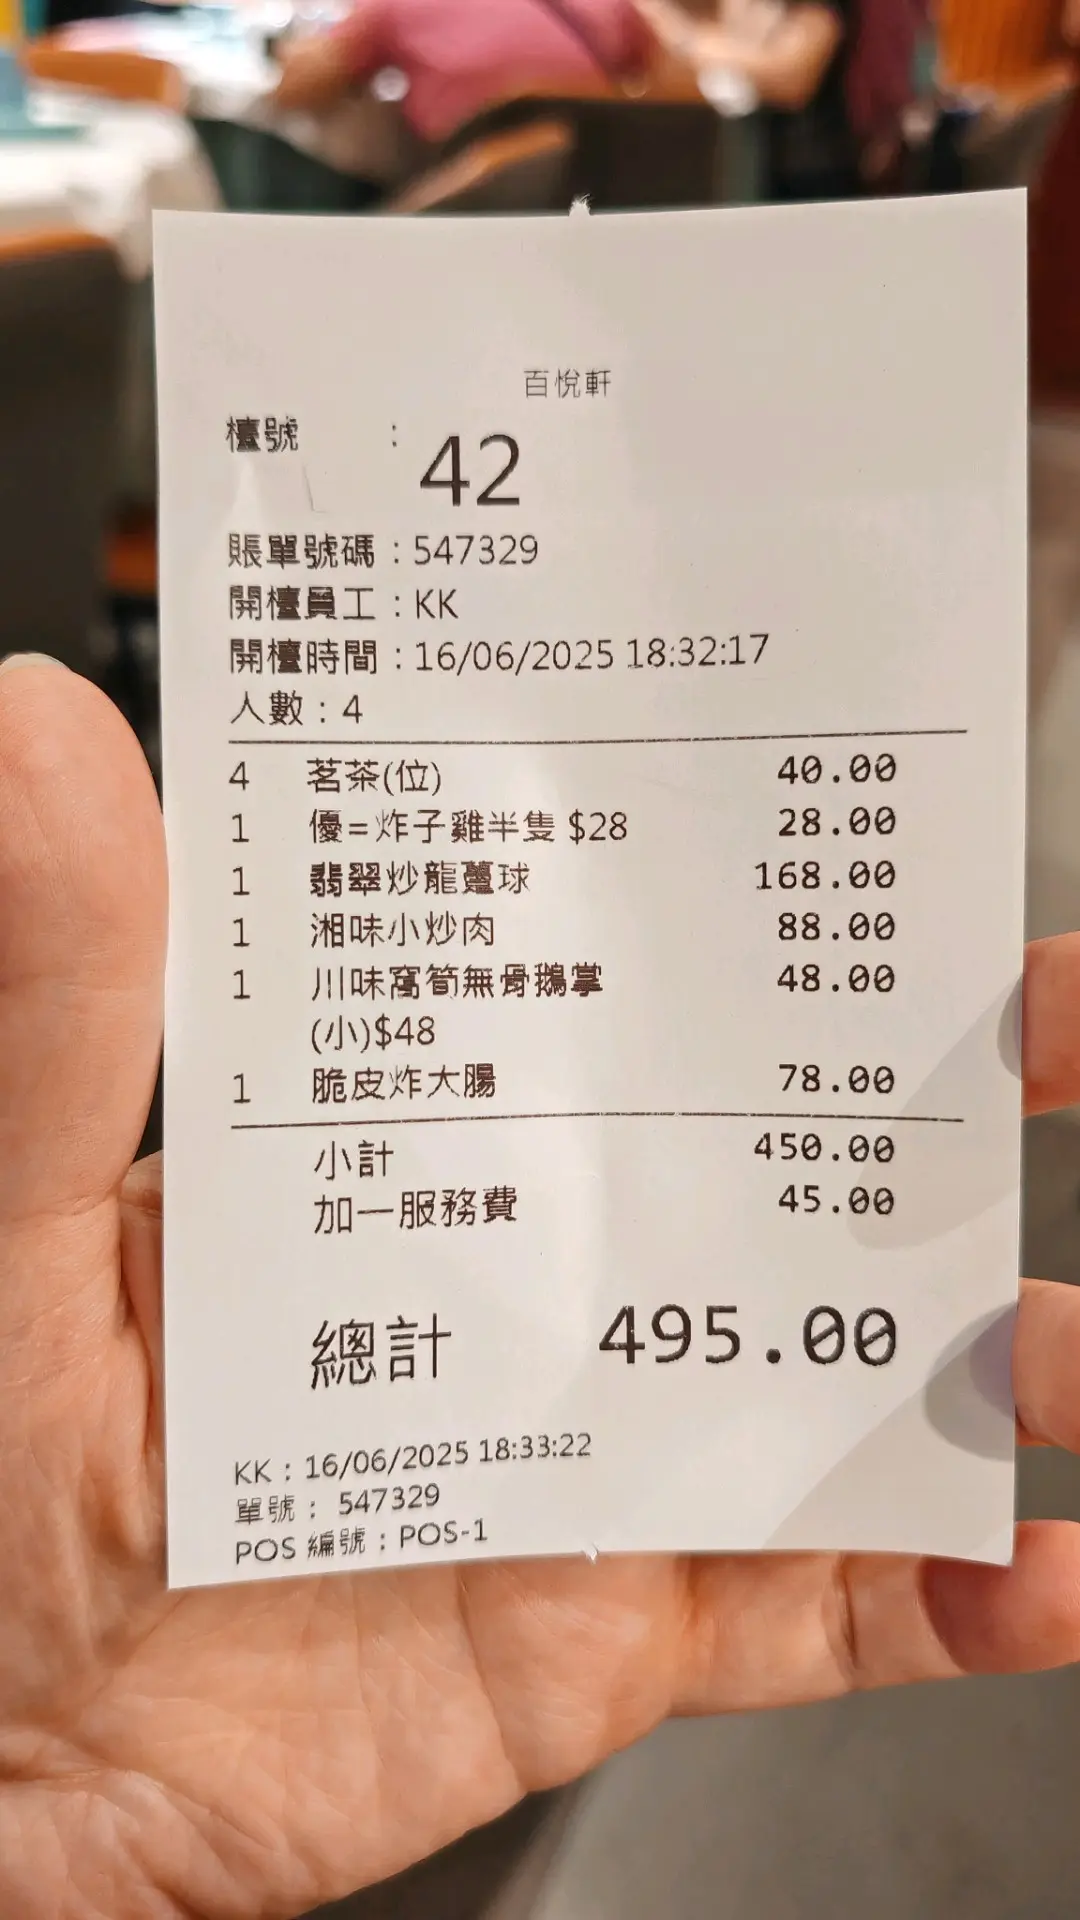 百悅軒
檯號 : 42
賬單號碼 : 547329
開檯員工 : KK
開檯時間 : 16/06/2025 18:32:17
人數 : 4
4 茗茶(位) 40.00
1 優=炸子雞半隻 $28 28.00
1 翡翠炒龍躉球 168.00
1 湘味小炒肉 88.00
1 川味窩筍無骨鵝掌 48.00
(小)$48
1 脆皮炸大腸 78.00
小計 450.00
加一服務費 45.00
總計 495.00
KK : 16/06/2025 18:33:22
單號 : 547329
POS 編號 : POS-1